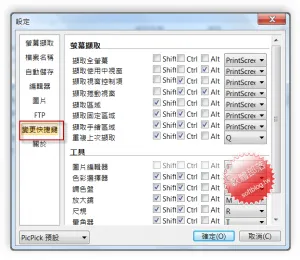 設定
螢幕擷取
檔案名稱
自動儲存
編輯器
圖片
FTP
變更快捷鍵
關於
螢幕擷取
擷取全螢幕 Shift Ctrl Alt PrintScree
擷取使用中視窗 Shift Ctrl Alt PrintScree
擷取視窗控制項 Shift Ctrl Alt PrintScree
擷取捲動視窗 Shift Ctrl Alt PrintScree
擷取區域 Shift Ctrl Alt PrintScree
擷取固定區域 Shift Ctrl Alt PrintScree
擷取手繪區域 Shift Ctrl Alt PrintScree
重複上次擷取 Shift Ctrl Alt Q
工具
圖片編輯器 Shift Ctrl Alt
色彩選擇器 Shift Ctrl Alt
調色盤 Shift Ctrl Alt
放大鏡 Shift Ctrl Alt M
尺規 Shift Ctrl Alt R
量角器 Shift Ctrl Alt T
PicPick 預設
確定(O)
取消(C)